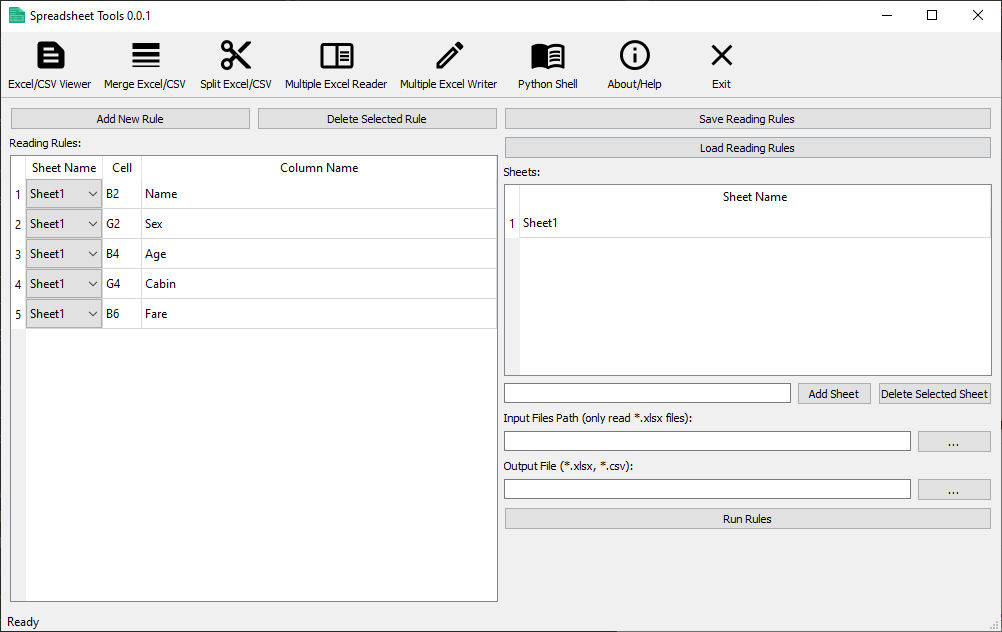 Spreadsheet Tools 0.0.1
Excel/CSV Viewer Merge Excel/CSV Split Excel/CSV Multiple Excel Reader Multiple Excel Writer Python Shell About/Help Exit
Add New Rule Delete Selected Rule
Reading Rules:
Sheet Name Cell Column Name
1 Sheet1 B2 Name
2 Sheet1 G2 Sex
3 Sheet1 B4 Age
4 Sheet1 G4 Cabin
5 Sheet1 B6 Fare
Save Reading Rules
Load Reading Rules
Sheets:
Sheet Name
1 Sheet1
Add Sheet Delete Selected Sheet
Input Files Path (only read *.xlsx files):
...
Output File (*.xlsx, *.csv):
...
Run Rules
Ready